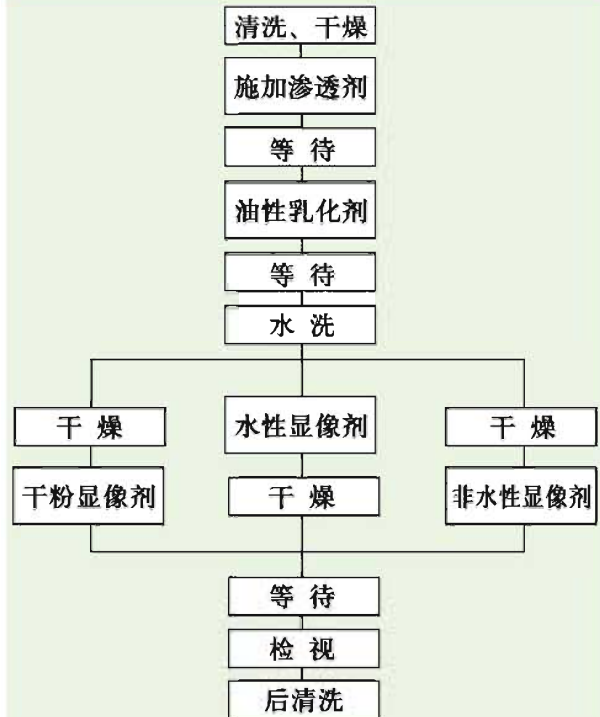 清洗、干燥
施加渗透剂
等待
油性乳化剂
等待
水洗
干燥
水性显像剂
干燥
干粉显像剂
干燥
非水性显像剂
等待
检视
后清洗